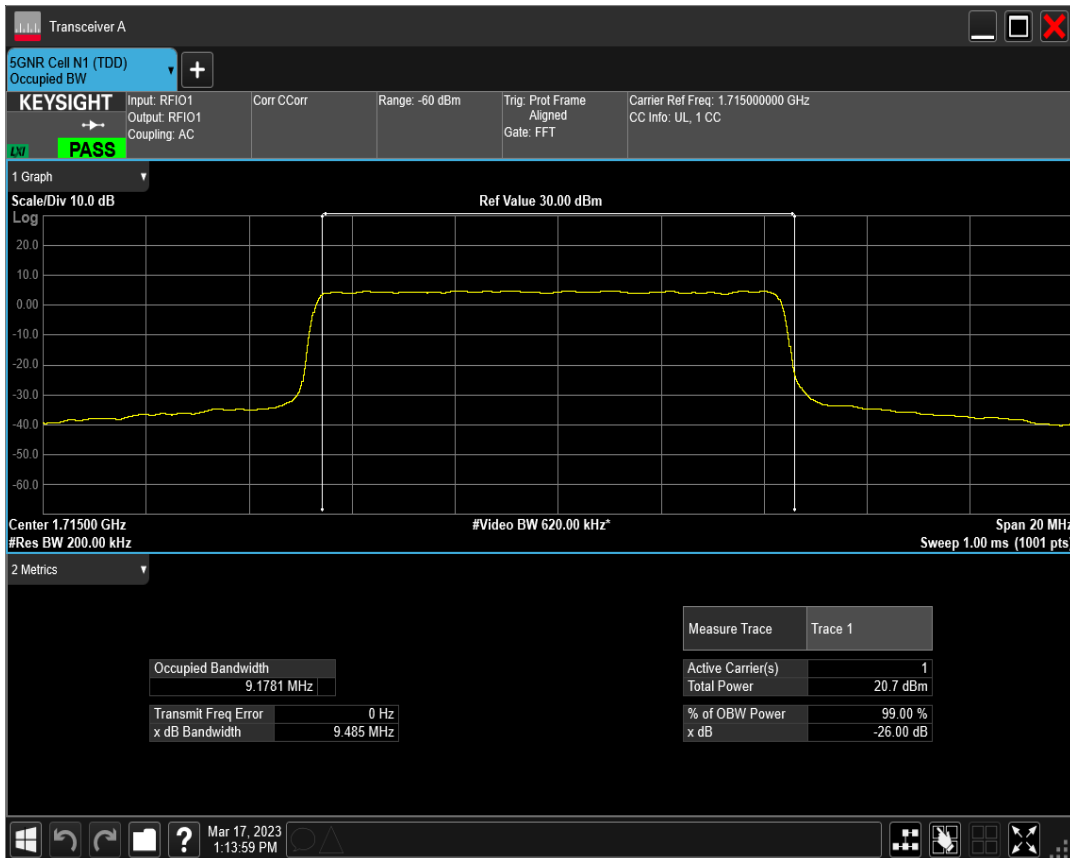 Transceiver A
5GNR Cell N1 (TDD)
Occupied BW
KEYSIGHT
Input: RFIO1
Output: RFIO1
Coupling: AC
Corr CCorr
Range: -60 dBm
Trig: Prot Frame
Aligned
Gate: FFT
Carrier Ref Freq: 1.715000000 GHz
CC Info: UL, 1 CC
LXI
PASS
1 Graph
Scale/Div 10.0 dB
Ref Value 30.00 dBm
Log
20.0
10.0
0.00
-10.0
-20.0
-30.0
-40.0
-50.0
-60.0
Center 1.71500 GHz
#Video BW 620.00 kHz*
Span 20 MHz
#Res BW 200.00 kHz
Sweep 1.00 ms (1001 pts)
2 Metrics
Measure Trace Trace 1
Occupied Bandwidth
9.1781 MHz
Active Carrier(s) 1
Total Power 20.7 dBm
Transmit Freq Error 0 Hz
x dB Bandwidth 9.485 MHz
% of OBW Power 99.00 %
x dB -26.00 dB
?
Mar 17, 2023
1:13:59 PM